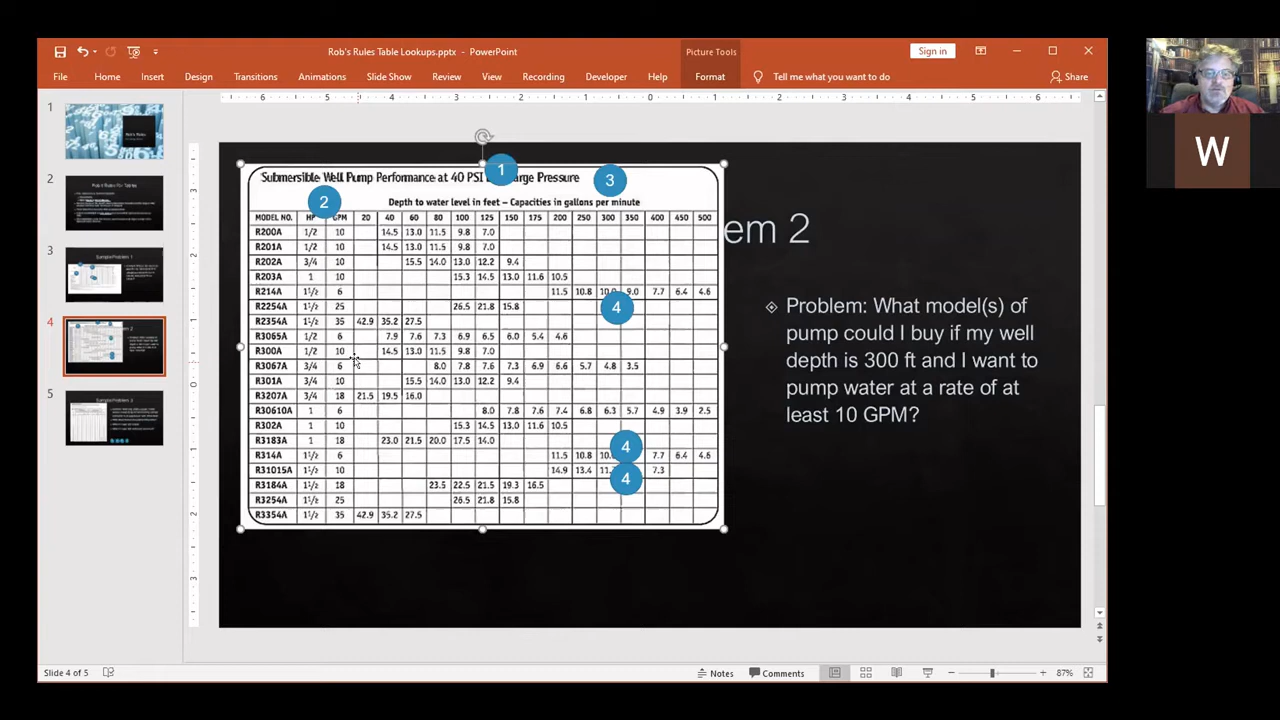 Rob's Rules Table Lookups.pptx - PowerPoint
Picture Tools
Sign in
File Home Insert Design Transitions Animations Slide Show Review View Recording Developer Help Format Tell me what you want to do Share
1
2
3
4
5
Submersible Well Pump Performance at 40 PSI
Pressure
1
2
3
Depth to water level in feet – Capacities in gallons per minute
MODEL NO. HP GPM 20 40 60 80 100 125 150 175 200 250 300 350 400 450 500
R200A 1/2 10 14.5 13.0 11.5 9.8 7.0
R201A 1/2 10 14.5 13.0 11.5 9.8 7.0
R202A 3/4 10 15.5 14.0 13.0 12.2 9.4
R203A 1 10 15.3 14.5 13.0 11.6 10.5
R214A 1½ 6 11.5 10.8 9.0 7.7 6.4 4.6
R2254A 1½ 25 26.5 21.8 15.8
4
R2354A 1½ 35 42.9 35.2 27.5
R3065A 1/2 6 7.9 7.6 7.3 6.9 6.5 6.0 5.4 4.6
R300A 1/2 10 14.5 13.0 11.5 9.8 7.0
R3067A 3/4 6 8.0 7.8 7.6 7.3 6.9 6.6 5.7 4.8 3.5
R301A 3/4 10 15.5 14.0 13.0 12.2 9.4
R3207A 3/4 18 21.5 19.5 16.0
R30610A 1 6 8.0 7.8 7.6 7.2 6.8 6.3 5.7 4.9 3.9 2.5
R302A 1 10 15.3 14.5 13.0 11.6 10.5
R3183A 1 18 23.0 21.5 20.0 17.5 14.0
4
R314A 1½ 6 11.5 10.8 7.7 6.4 4.6
R31015A 1½ 10 14.9 13.4 7.3
4
R3184A 1½ 18 23.5 22.5 21.5 19.3 16.5
R3254A 1½ 25 26.5 21.8 15.8
R3354A 1½ 35 42.9 35.2 27.5
em 2
Problem: What model(s) of
pump could I buy if my well
depth is 300 ft and I want to
pump water at a rate of at
least 10 GPM?
W
Slide 4 of 5
Notes Comments 87%